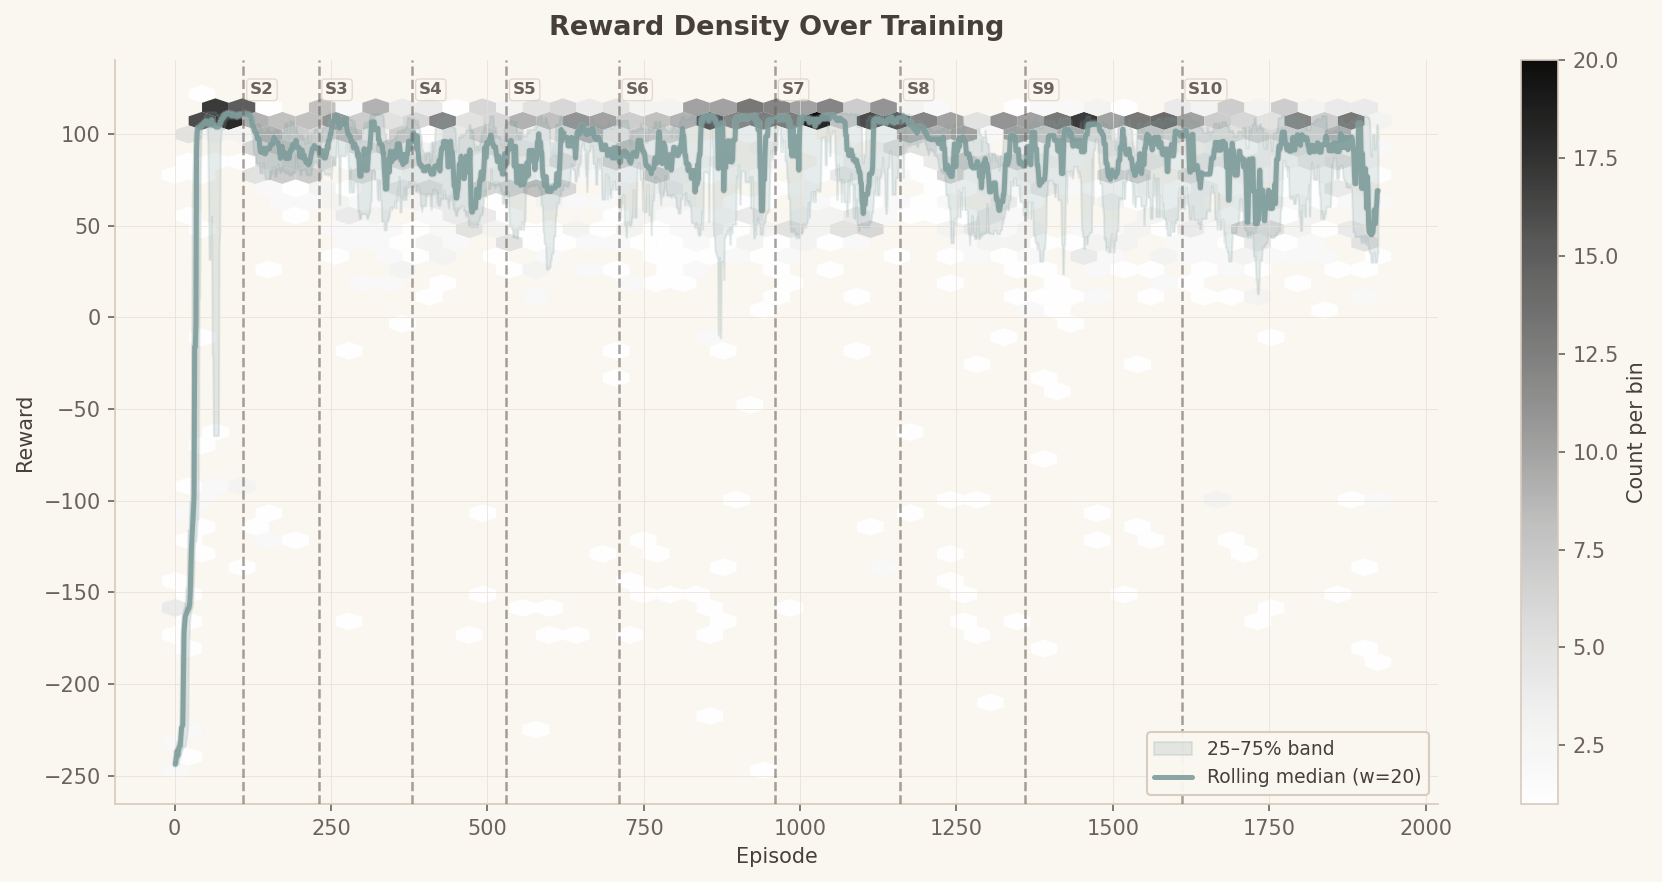 Reward Density Over Training
S2 S3 S4 S5 S6 S7 S8 S9 S10
100
50
0
−50
−100
−150
−200
−250
Reward
0 250 500 750 1000 1250 1500 1750 2000
Episode
25–75% band
Rolling median (w=20)
20.0
17.5
15.0
12.5
10.0
7.5
5.0
2.5
Count per bin